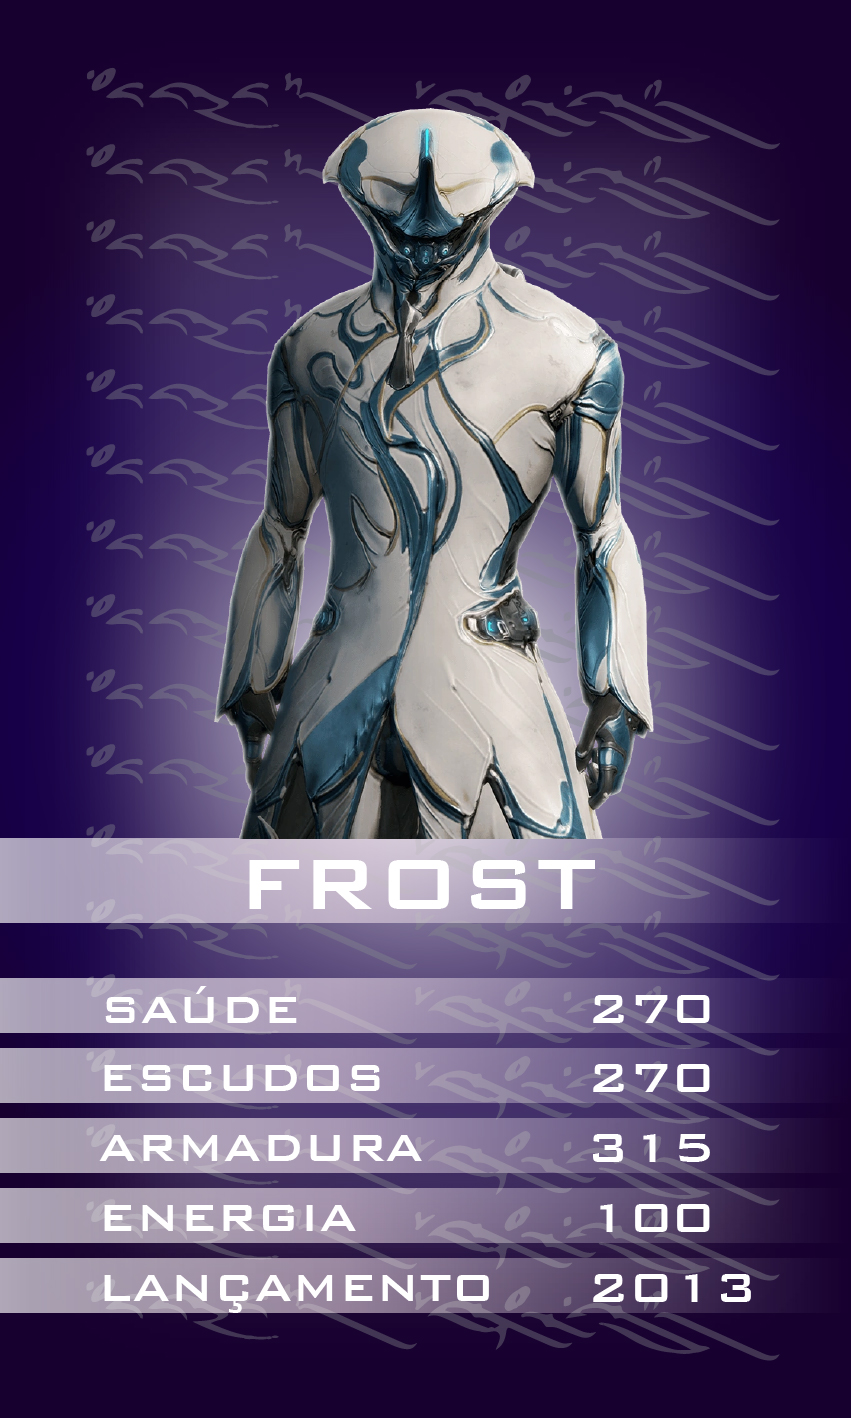 FROST
SAÚDE 270
ESCUDOS 270
ARMADURA 315
ENERGIA 100
LANÇAMENTO 2013